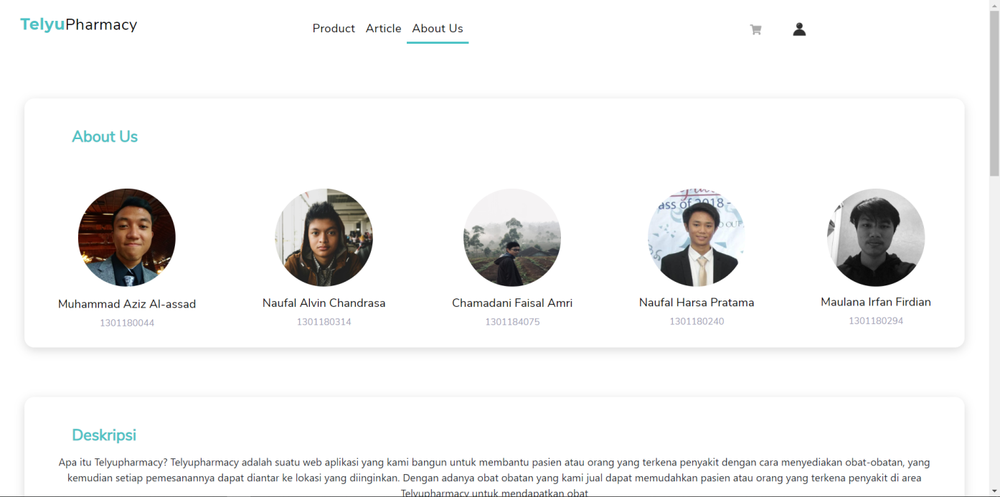 TelyuPharmacy
Product Article About Us
About Us
ass of 2018 -
O OUT
Muhammad Aziz Al-assad
Naufal Alvin Chandrasa
Chamadani Faisal Amri
Naufal Harsa Pratama
Maulana Irfan Firdian
1301180044
1301180314
1301184075
1301180240
1301180294
Deskripsi
Apa itu Telyupharmacy? Telyupharmacy adalah suatu web aplikasi yang kami bangun untuk membantu pasien atau orang yang terkena penyakit dengan cara menyediakan obat-obatan, yang
kemudian setiap pemesanannya dapat diantar ke lokasi yang diinginkan. Dengan adanya obat obatan yang kami jual dapat memudahkan pasien atau orang yang terkena penyakit di area
Telyupharmacy untuk mendapatkan obat